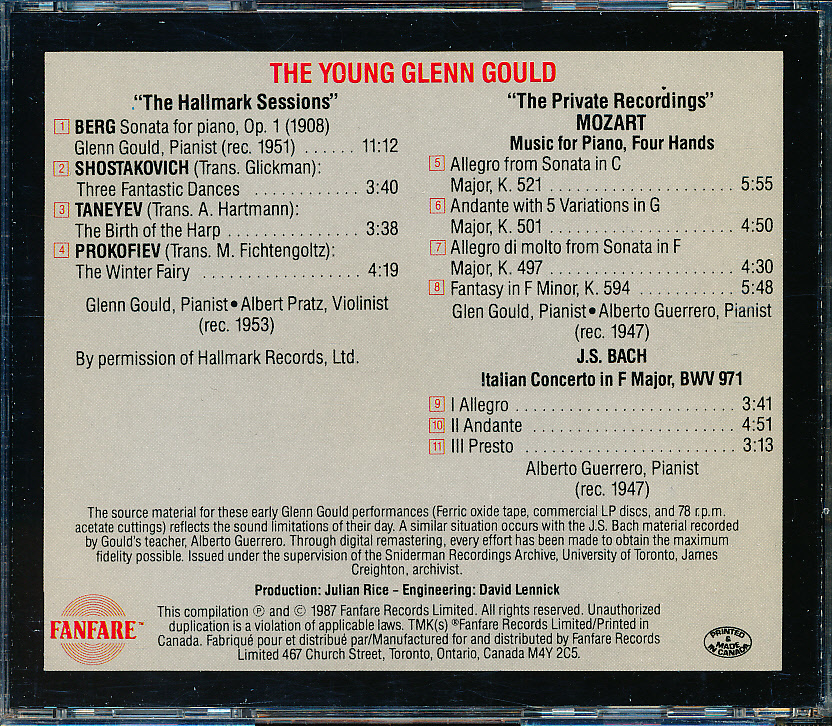 THE YOUNG GLENN GOULD
"The Hallmark Sessions"
1 BERG Sonata for piano, Op. 1 (1908)
Glenn Gould, Pianist (rec. 1951) ...... 11:12
2 SHOSTAKOVICH (Trans. Glickman):
Three Fantastic Dances ............ 3:40
3 TANEYEV (Trans. A. Hartmann):
The Birth of the Harp ............... 3:38
4 PROKOFIEV (Trans. M. Fichtengoltz):
The Winter Fairy .................. 4:19
Glenn Gould, Pianist • Albert Pratz, Violinist
(rec. 1953)
By permission of Hallmark Records, Ltd.
"The Private Recordings"
MOZART
Music for Piano, Four Hands
5 Allegro from Sonata in C
Major, K. 521 ..................... 5:55
6 Andante with 5 Variations in G
Major, K. 501 ..................... 4:50
7 Allegro di molto from Sonata in F
Major, K. 497 ..................... 4:30
8 Fantasy in F Minor, K. 594 ........... 5:48
Glen Gould, Pianist • Alberto Guerrero, Pianist
(rec. 1947)
J.S. BACH
Italian Concerto in F Major, BWV 971
9 I Allegro ......................... 3:41
10 II Andante ....................... 4:51
11 III Presto ........................ 3:13
Alberto Guerrero, Pianist
(rec. 1947)
The source material for these early Glenn Gould performances (Ferric oxide tape, commercial LP discs, and 78 r.p.m.
acetate cuttings) reflects the sound limitations of their day. A similar situation occurs with the J.S. Bach material recorded
by Gould's teacher, Alberto Guerrero. Through digital remastering, every effort has been made to obtain the maximum
fidelity possible. Issued under the supervision of the Sniderman Recordings Archive, University of Toronto, James
Creighton, archivist.
Production: Julian Rice – Engineering: David Lennick
FANFARE™
This compilation ℗ and © 1987 Fanfare Records Limited. All rights reserved. Unauthorized
duplication is a violation of applicable laws. TMK(s) ®Fanfare Records Limited/Printed in
Canada. Fabriqué pour et distribué par/Manufactured for and distributed by Fanfare Records
Limited 467 Church Street, Toronto, Ontario, Canada M4Y 2C5.
PRINTED
& MADE
IN CANADA